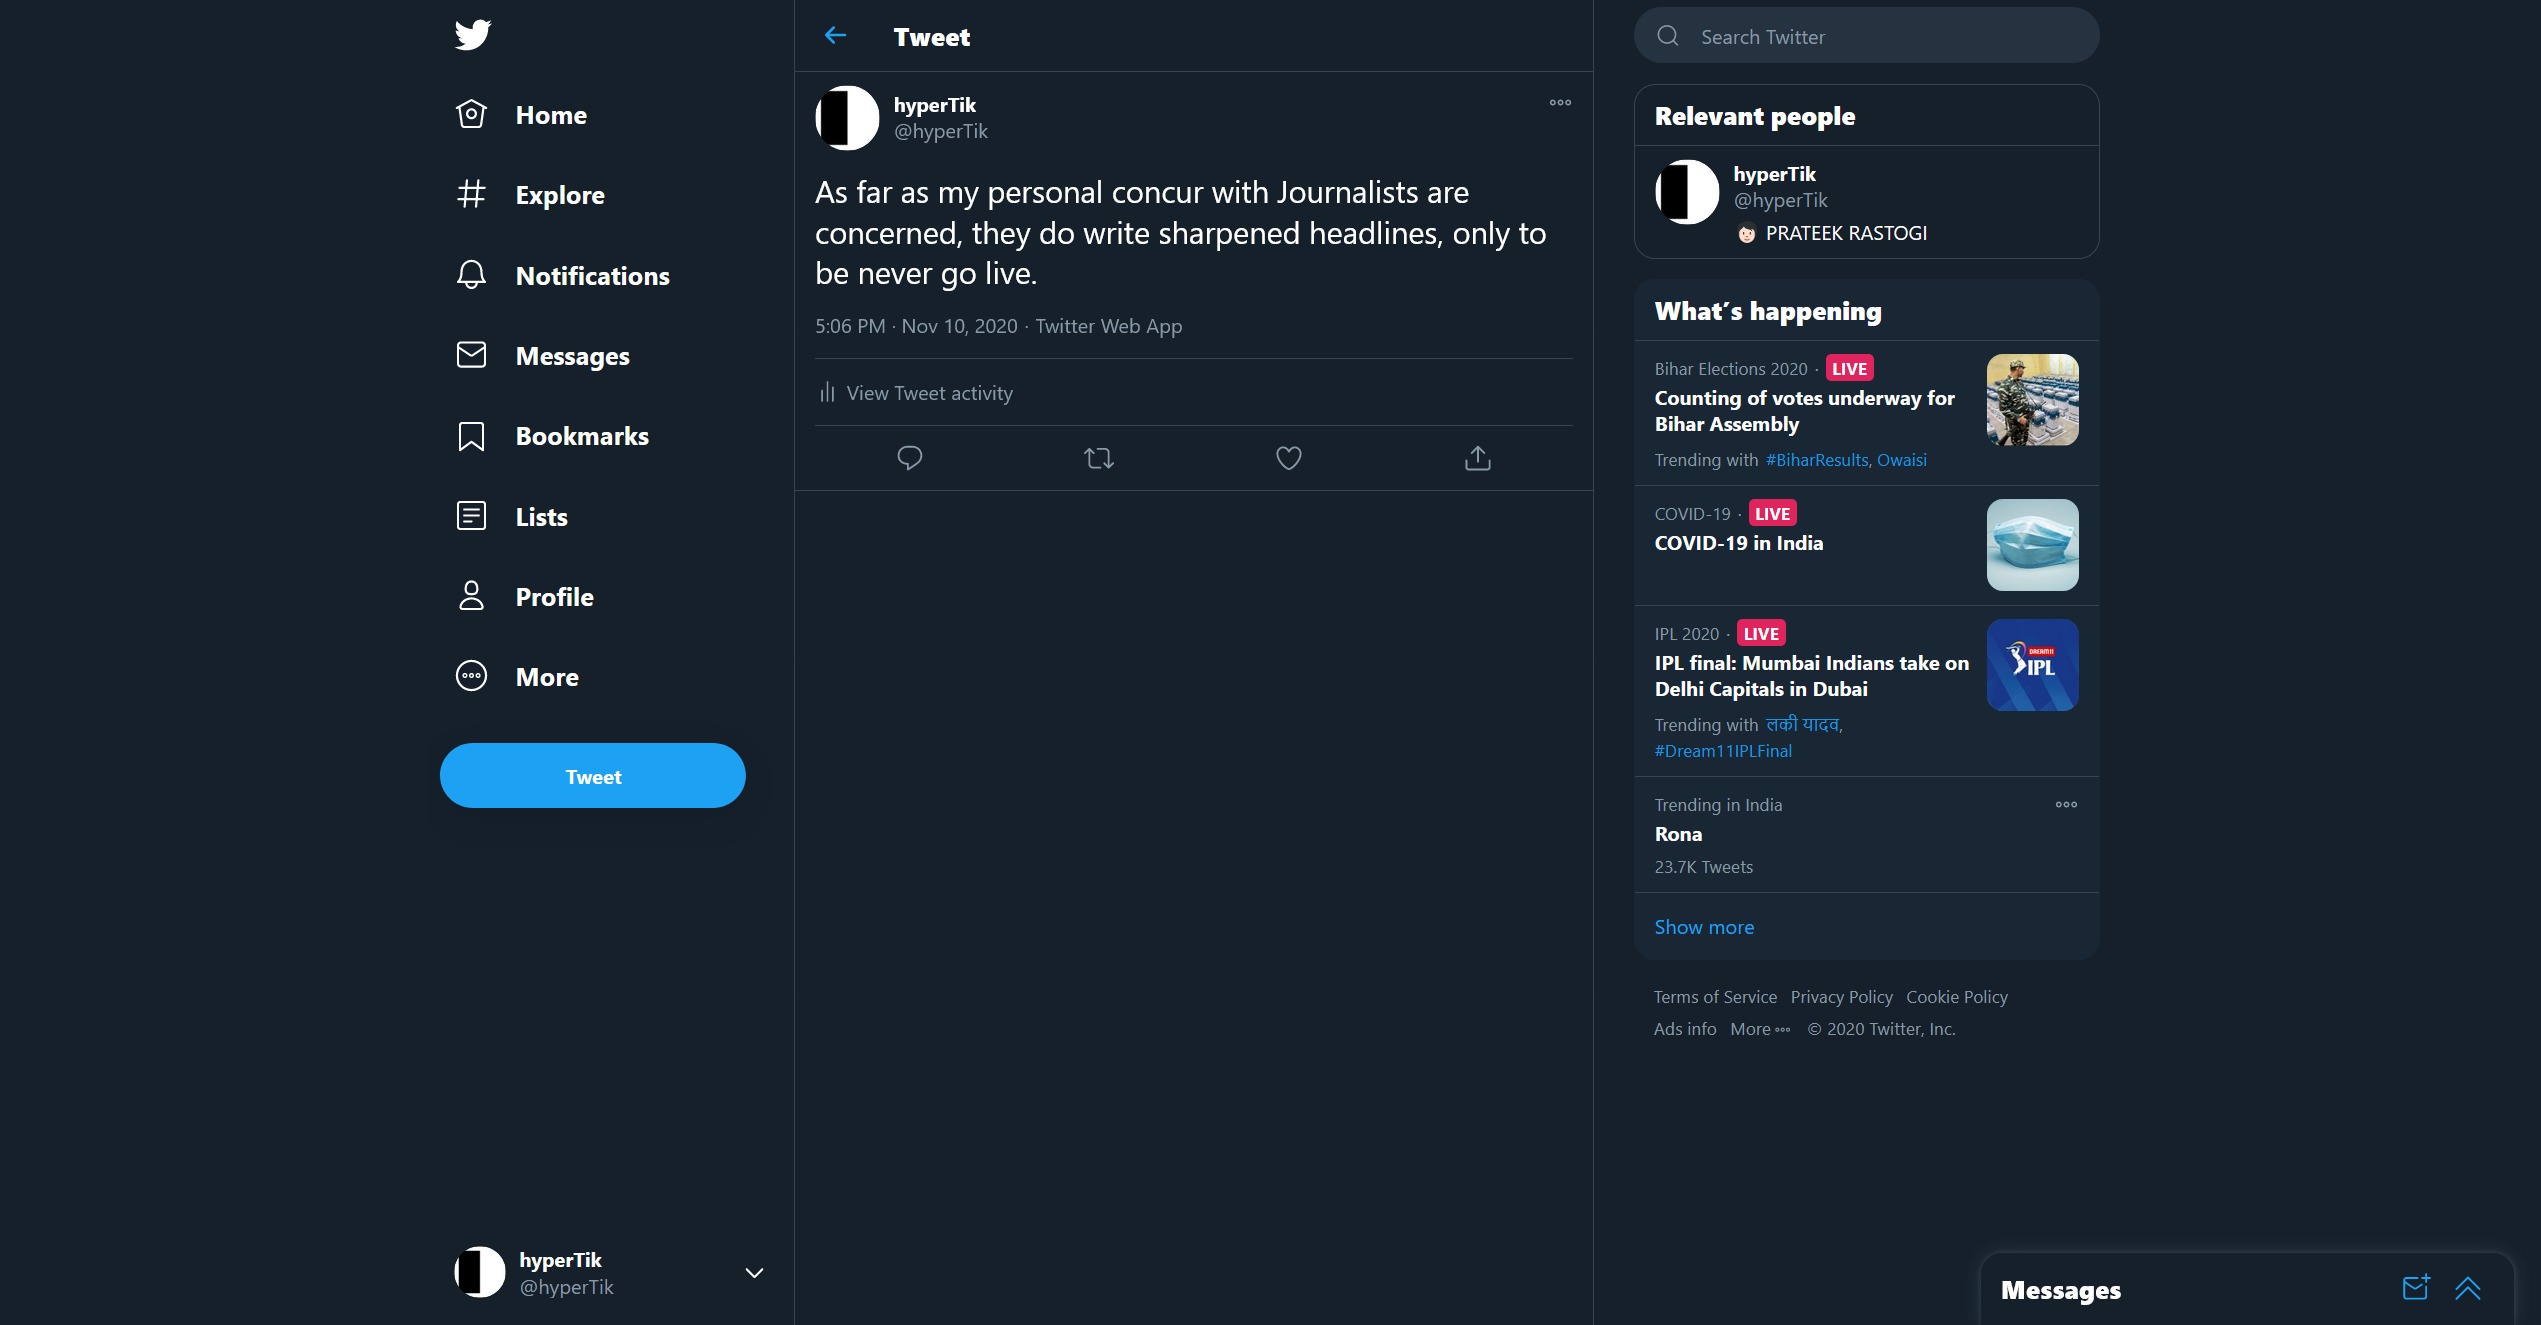 Home
Explore
Notifications
Messages
Bookmarks
Lists
Profile
More
Tweet
hyperTik
@hyperTik
Tweet
hyperTik
@hyperTik
As far as my personal concur with Journalists are
concerned, they do write sharpened headlines, only to
be never go live.
5:06 PM · Nov 10, 2020 · Twitter Web App
View Tweet activity
Search Twitter
Relevant people
hyperTik
@hyperTik
PRATEEK RASTOGI
What's happening
Bihar Elections 2020 · LIVE
Counting of votes underway for
Bihar Assembly
Trending with #BiharResults, Owaisi
COVID-19 · LIVE
COVID-19 in India
IPL 2020 · LIVE
IPL final: Mumbai Indians take on
Delhi Capitals in Dubai
Trending with लकी यादव,
#Dream11IPLFinal
DREAM11
IPL
Trending in India
Rona
23.7K Tweets
Show more
Terms of Service Privacy Policy Cookie Policy
Ads info More © 2020 Twitter, Inc.
Messages